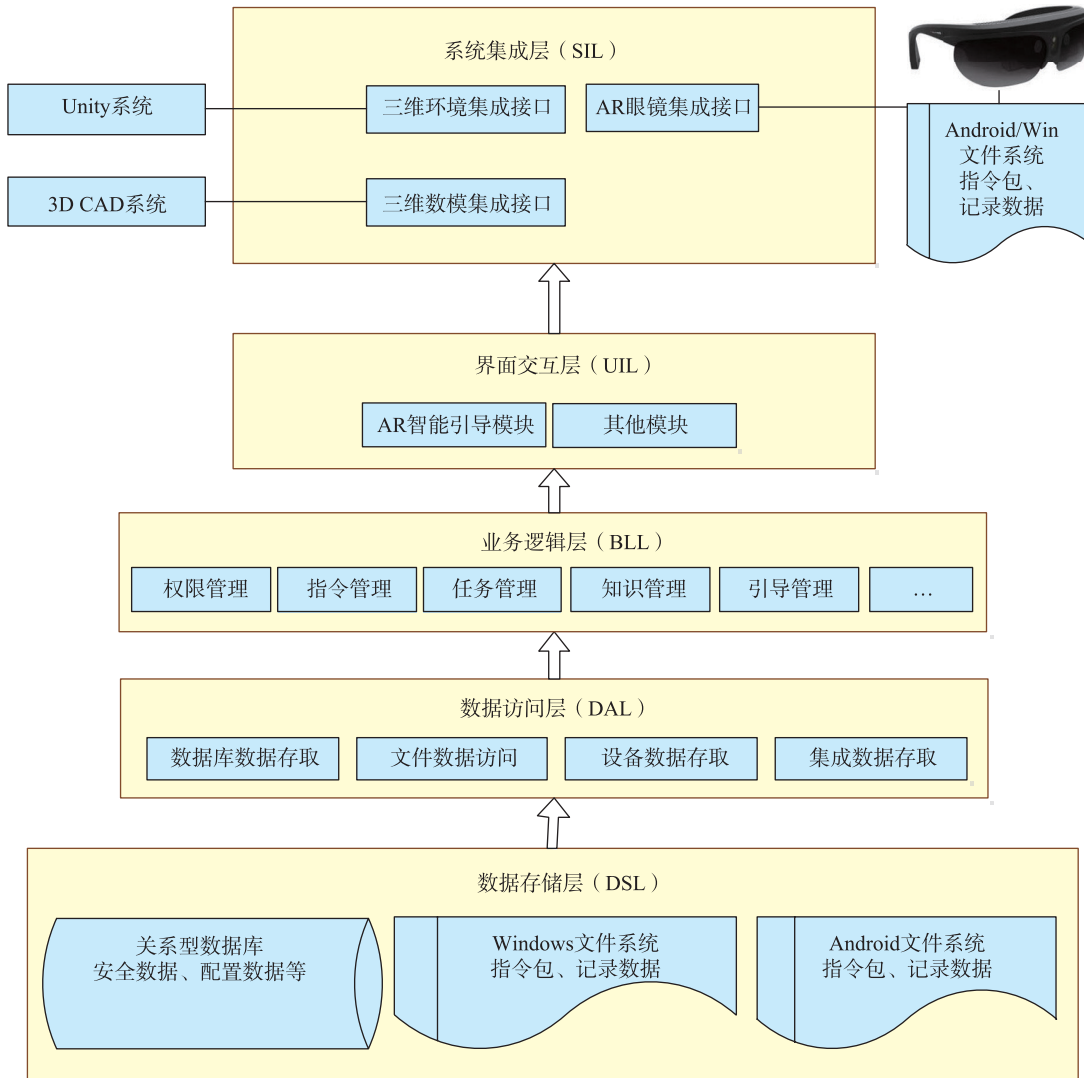 系统集成层（SIL）
Unity系统
三维环境集成接口
AR眼镜集成接口
Android/Win
文件系统
指令包、
记录数据
3D CAD系统
三维数模集成接口
界面交互层（UIL）
AR智能引导模块
其他模块
业务逻辑层（BLL）
权限管理
指令管理
任务管理
知识管理
引导管理
…
数据访问层（DAL）
数据库数据存取
文件数据访问
设备数据存取
集成数据存取
数据存储层（DSL）
关系型数据库
安全数据、配置数据等
Windows文件系统
指令包、记录数据
Android文件系统
指令包、记录数据